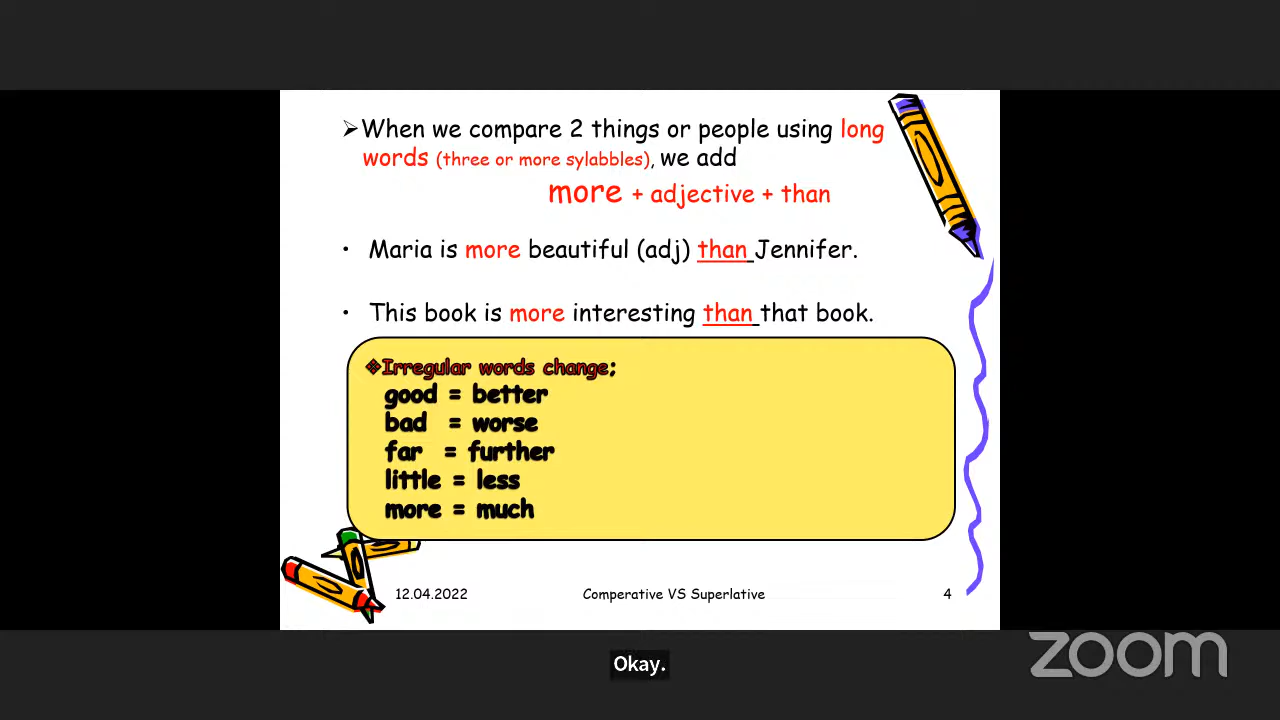 ➢When we compare 2 things or people using long
words (three or more sylabbles), we add
more + adjective + than
• Maria is more beautiful (adj) than Jennifer.
• This book is more interesting than that book.
❖Irregular words change;
good = better
bad = worse
far = further
little = less
more = much
12.04.2022 Comperative VS Superlative 4
Okay.
zoom